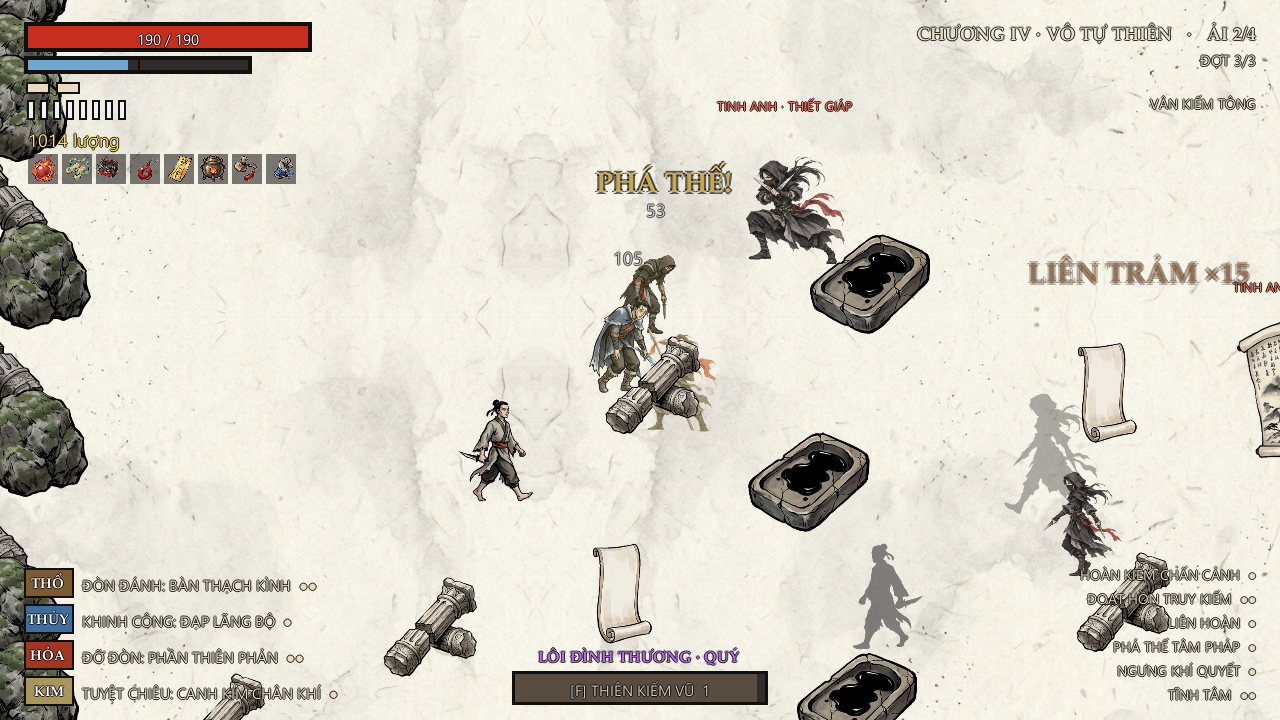 190 / 190
1014 lượng
CHƯƠNG IV · VÔ TỰ THIÊN · ẢI 2/4
ĐỢT 3/3
VÂN KIẾM TÔNG
TINH ANH · THIẾT GIÁP
PHÁ THẾ!
53
105
LIÊN TRẢM ×15
TINH AN
THỔ ĐÒN ĐÁNH: BÀN THẠCH KÌNH
THỦY KHINH CÔNG: ĐẠP LÃNG BỘ
HỎA ĐỠ ĐÒN: PHẦN THIÊN PHẢN
KIM TUYỆT CHIÊU: CANH KIM CHÂN KHÍ
LÔI ĐÌNH THƯƠNG · QUÝ
[F] THIÊN KIẾM VŨ 1
HOÀN KIẾM CHẤN CẢNH
ĐOẠT HỒN TRUY KIẾM
LIÊN HOÀN
PHÁ THẾ TÂM PHÁP
NGƯNG KHÍ QUYẾT
TĨNH TÂM